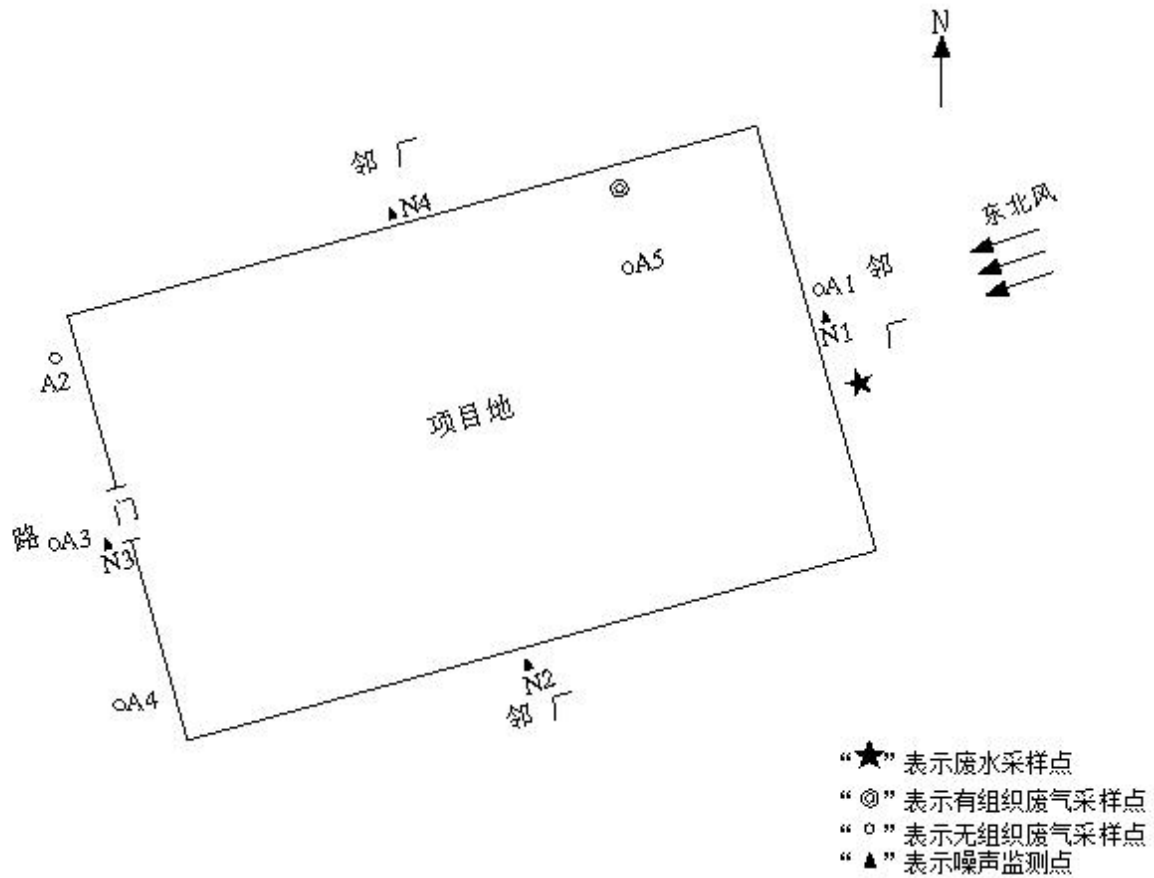 N
邻厂
N4
东北风
A5
A1
邻
N1
厂
A2
项目地
门
路
A3
N3
A4
N2
邻厂
“★”表示废水采样点
“◎”表示有组织废气采样点
“○”表示无组织废气采样点
“▲”表示噪声监测点